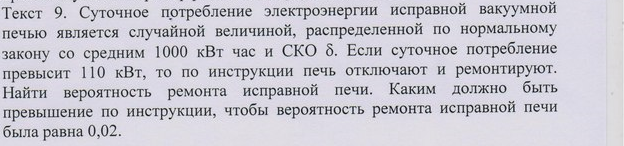 Текст 9. Суточное потребление электроэнергии исправной вакуумной
печью является случайной величиной, распределенной по нормальному
закону со средним 1000 кВт час и СКО δ. Если суточное потребление
превысит 110 кВт, то по инструкции печь отключают и ремонтируют.
Найти вероятность ремонта исправной печи. Каким должно быть
превышение по инструкции, чтобы вероятность ремонта исправной печи
была равна 0,02.